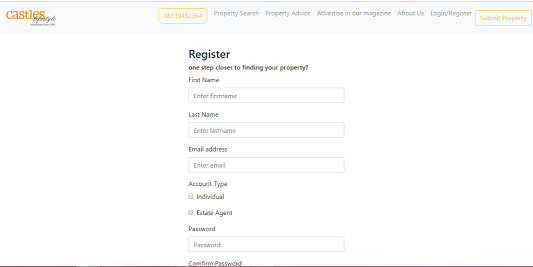 castles
lifestyle
08139432364
Property Search
Property Advice
Advertise in our magazine
About Us
Login/Register
Submit Property
Register
one step closer to finding your property?
First Name
Enter firstname
Last Name
Enter lastname
Email address
Enter email
Account Type
Individual
Estate Agent
Password
Password
Comfirm Password